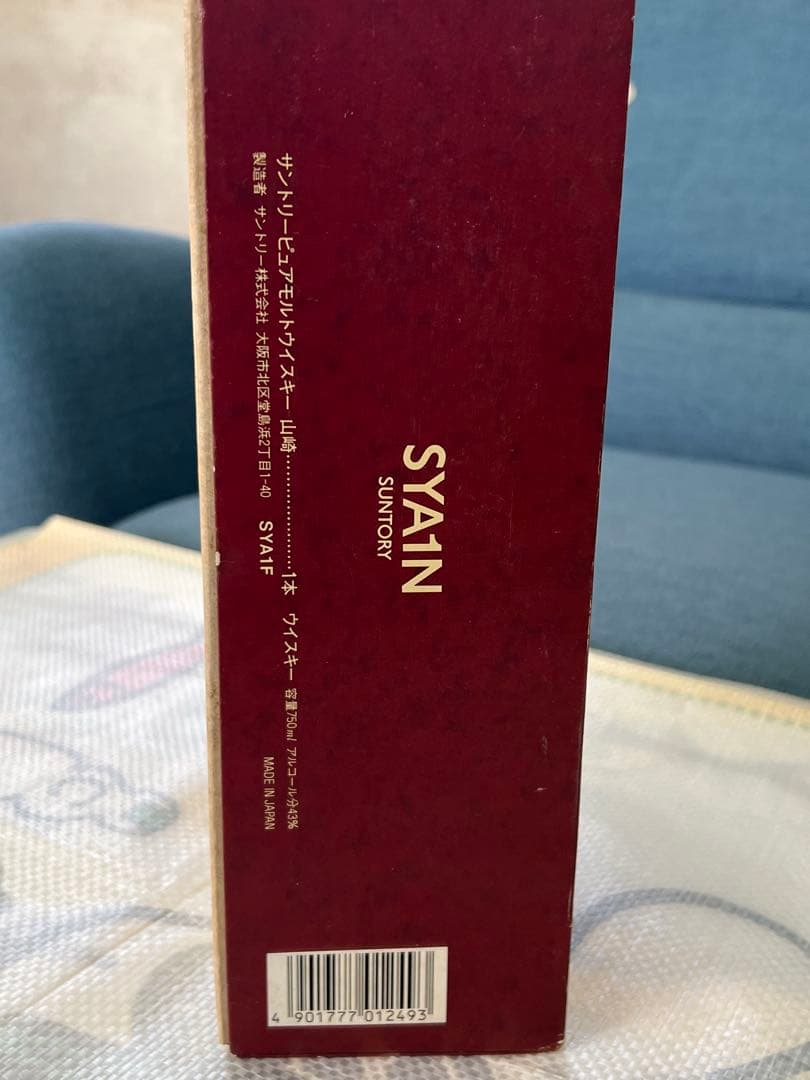 サントリーピュアモルトウイスキー 山崎……………………1本 ウイスキー 容量750ml アルコール分43%
製造者 サントリー株式会社 大阪市北区堂島浜2丁目1-40 SYA1F MADE IN JAPAN
SYA1N
SUNTORY
4 901777 012493